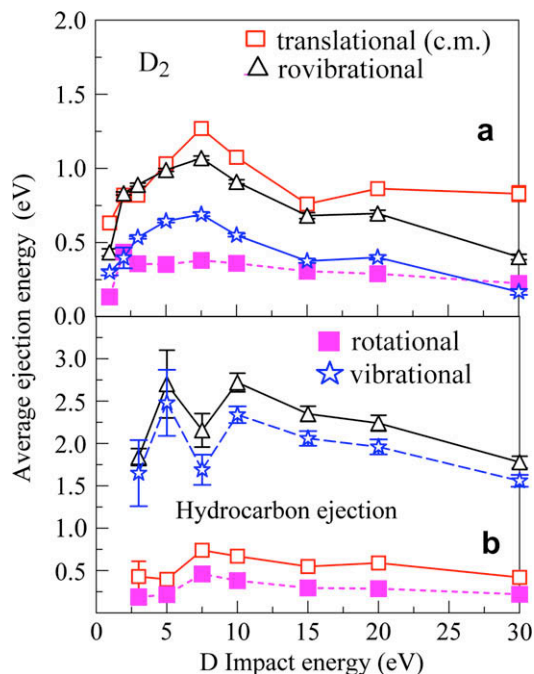 2.0
translational (c.m.)
D2
rovibrational
1.5
a
1.0
0.5
0.0
Average ejection energy (eV)
rotational
3.0
vibrational
2.5
2.0
1.5
Hydrocarbon ejection
1.0
b
0.5
0 5 10 15 20 25 30
D Impact energy (eV)